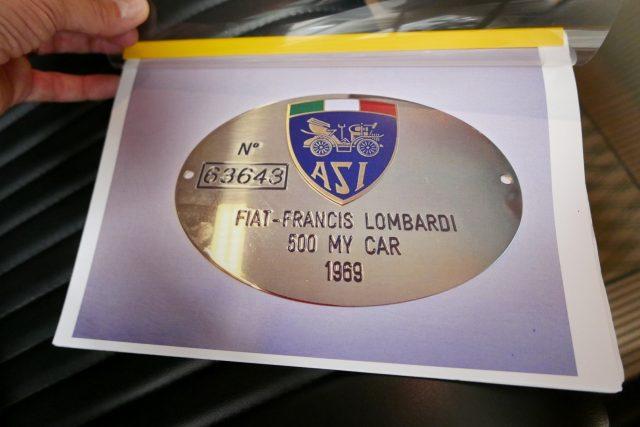 ASI
N°
63643
FIAT-FRANCIS LOMBARDI
500 MY CAR
1969